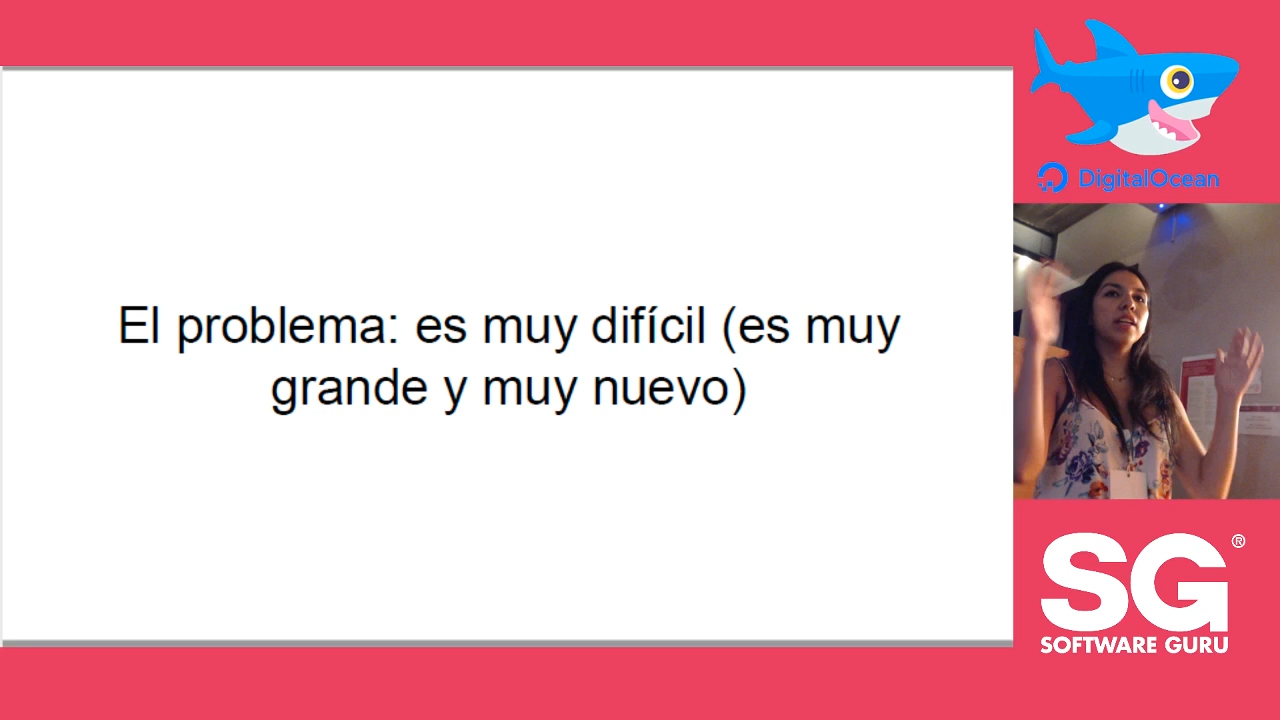 El problema: es muy difícil (es muy
grande y muy nuevo)
DigitalOcean
SG®
SOFTWARE GURU